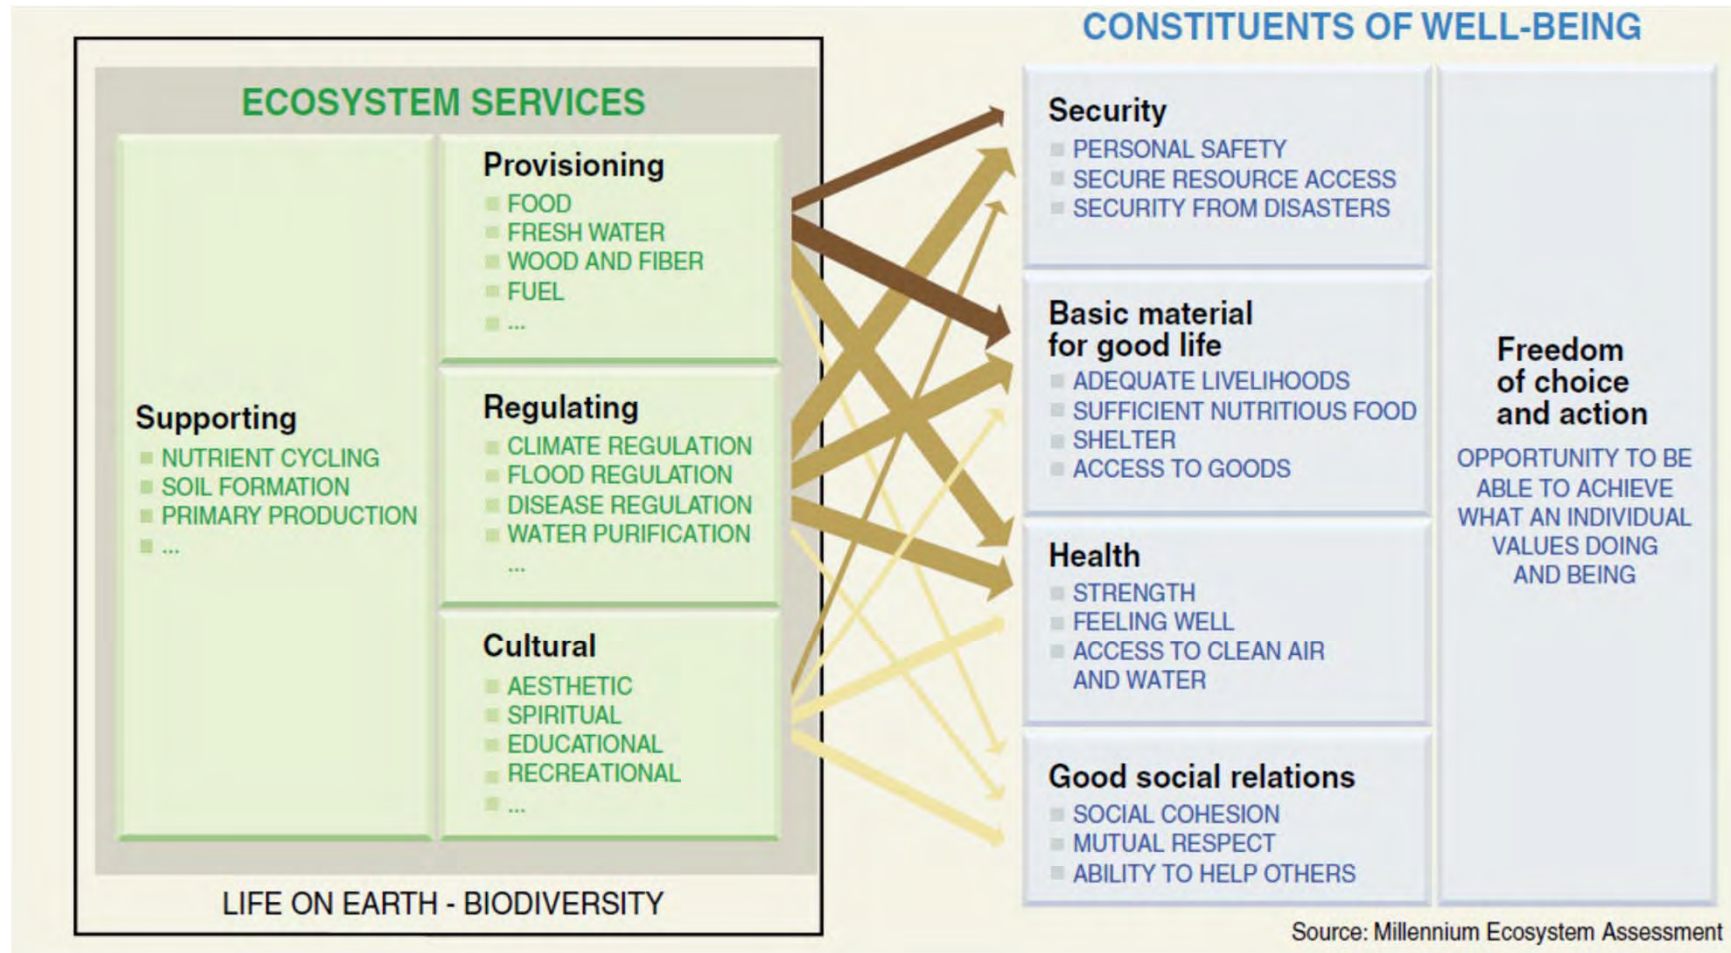 CONSTITUENTS OF WELL-BEING
ECOSYSTEM SERVICES
Supporting
NUTRIENT CYCLING
SOIL FORMATION
PRIMARY PRODUCTION
...
Provisioning
FOOD
FRESH WATER
WOOD AND FIBER
FUEL
...
Regulating
CLIMATE REGULATION
FLOOD REGULATION
DISEASE REGULATION
WATER PURIFICATION
...
Cultural
AESTHETIC
SPIRITUAL
EDUCATIONAL
RECREATIONAL
...
LIFE ON EARTH - BIODIVERSITY
Security
PERSONAL SAFETY
SECURE RESOURCE ACCESS
SECURITY FROM DISASTERS
Basic material
for good life
ADEQUATE LIVELIHOODS
SUFFICIENT NUTRITIOUS FOOD
SHELTER
ACCESS TO GOODS
Health
STRENGTH
FEELING WELL
ACCESS TO CLEAN AIR
AND WATER
Good social relations
SOCIAL COHESION
MUTUAL RESPECT
ABILITY TO HELP OTHERS
Freedom
of choice
and action
OPPORTUNITY TO BE
ABLE TO ACHIEVE
WHAT AN INDIVIDUAL
VALUES DOING
AND BEING
Source: Millennium Ecosystem Assessment